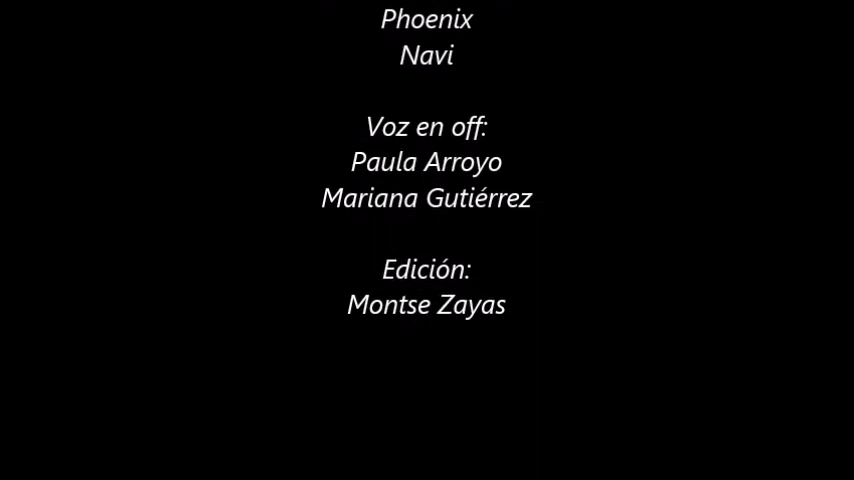 Phoenix
Navi
Voz en off:
Paula Arroyo
Mariana Gutiérrez
Edición:
Montse Zayas